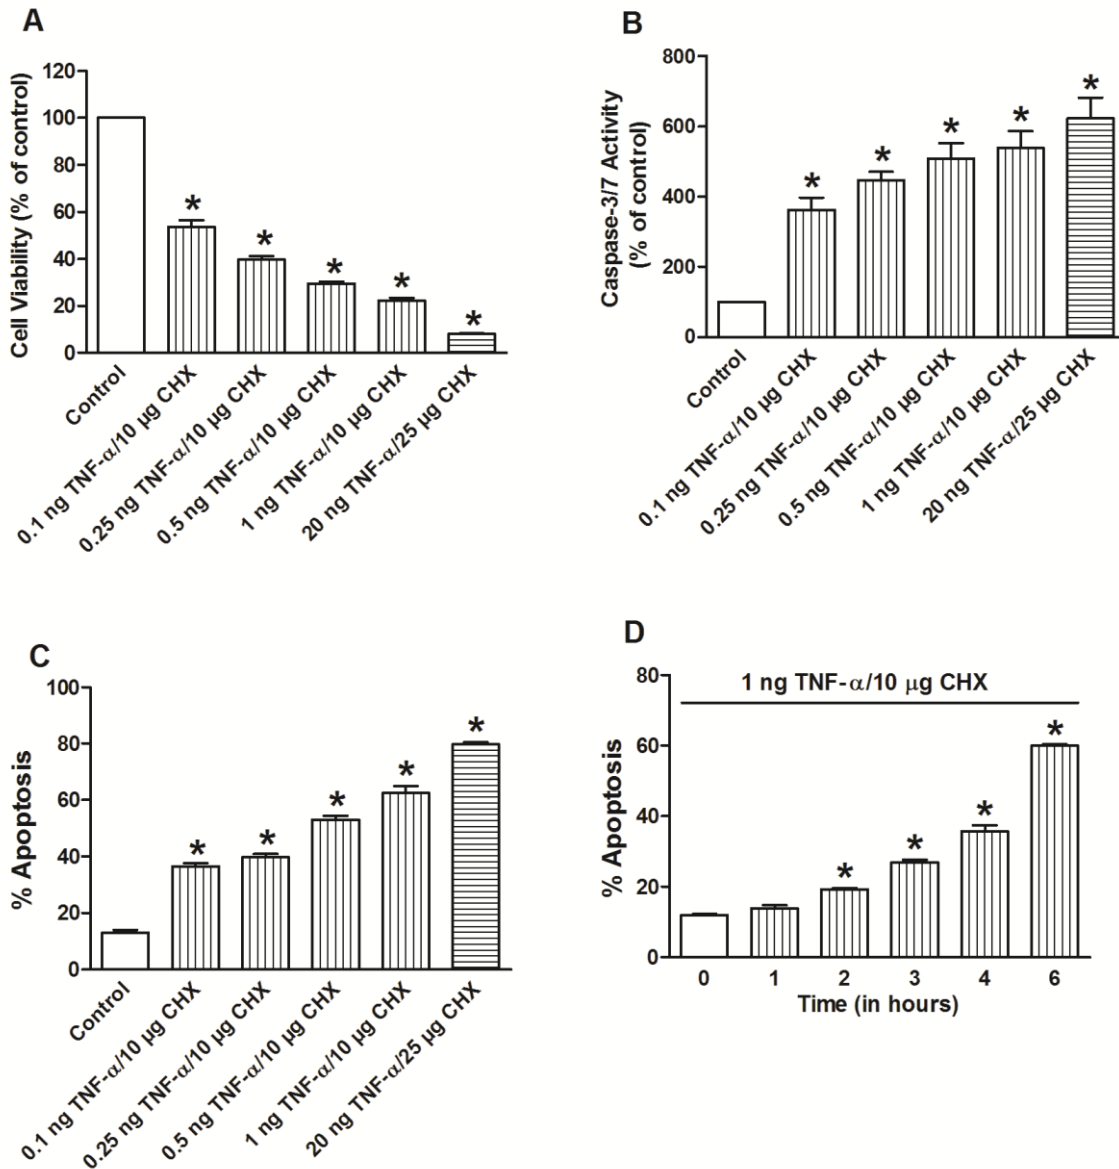 A
Cell Viability (% of control)
120
100
80
60
40
20
0
*
*
*
*
*
Control
0.1 ng TNF-α/10 µg CHX
0.25 ng TNF-α/10 µg CHX
0.5 ng TNF-α/10 µg CHX
1 ng TNF-α/10 µg CHX
20 ng TNF-α/25 µg CHX
B
Caspase-3/7 Activity
(% of control)
800
600
400
200
0
*
*
*
*
*
Control
0.1 ng TNF-α/10 µg CHX
0.25 ng TNF-α/10 µg CHX
0.5 ng TNF-α/10 µg CHX
1 ng TNF-α/10 µg CHX
20 ng TNF-α/25 µg CHX
C
% Apoptosis
100
80
60
40
20
0
*
*
*
*
*
Control
0.1 ng TNF-α/10 µg CHX
0.25 ng TNF-α/10 µg CHX
0.5 ng TNF-α/10 µg CHX
1 ng TNF-α/10 µg CHX
20 ng TNF-α/25 µg CHX
D
1 ng TNF-α/10 µg CHX
% Apoptosis
80
60
40
20
0
*
*
*
*
0 1 2 3 4 6
Time (in hours)